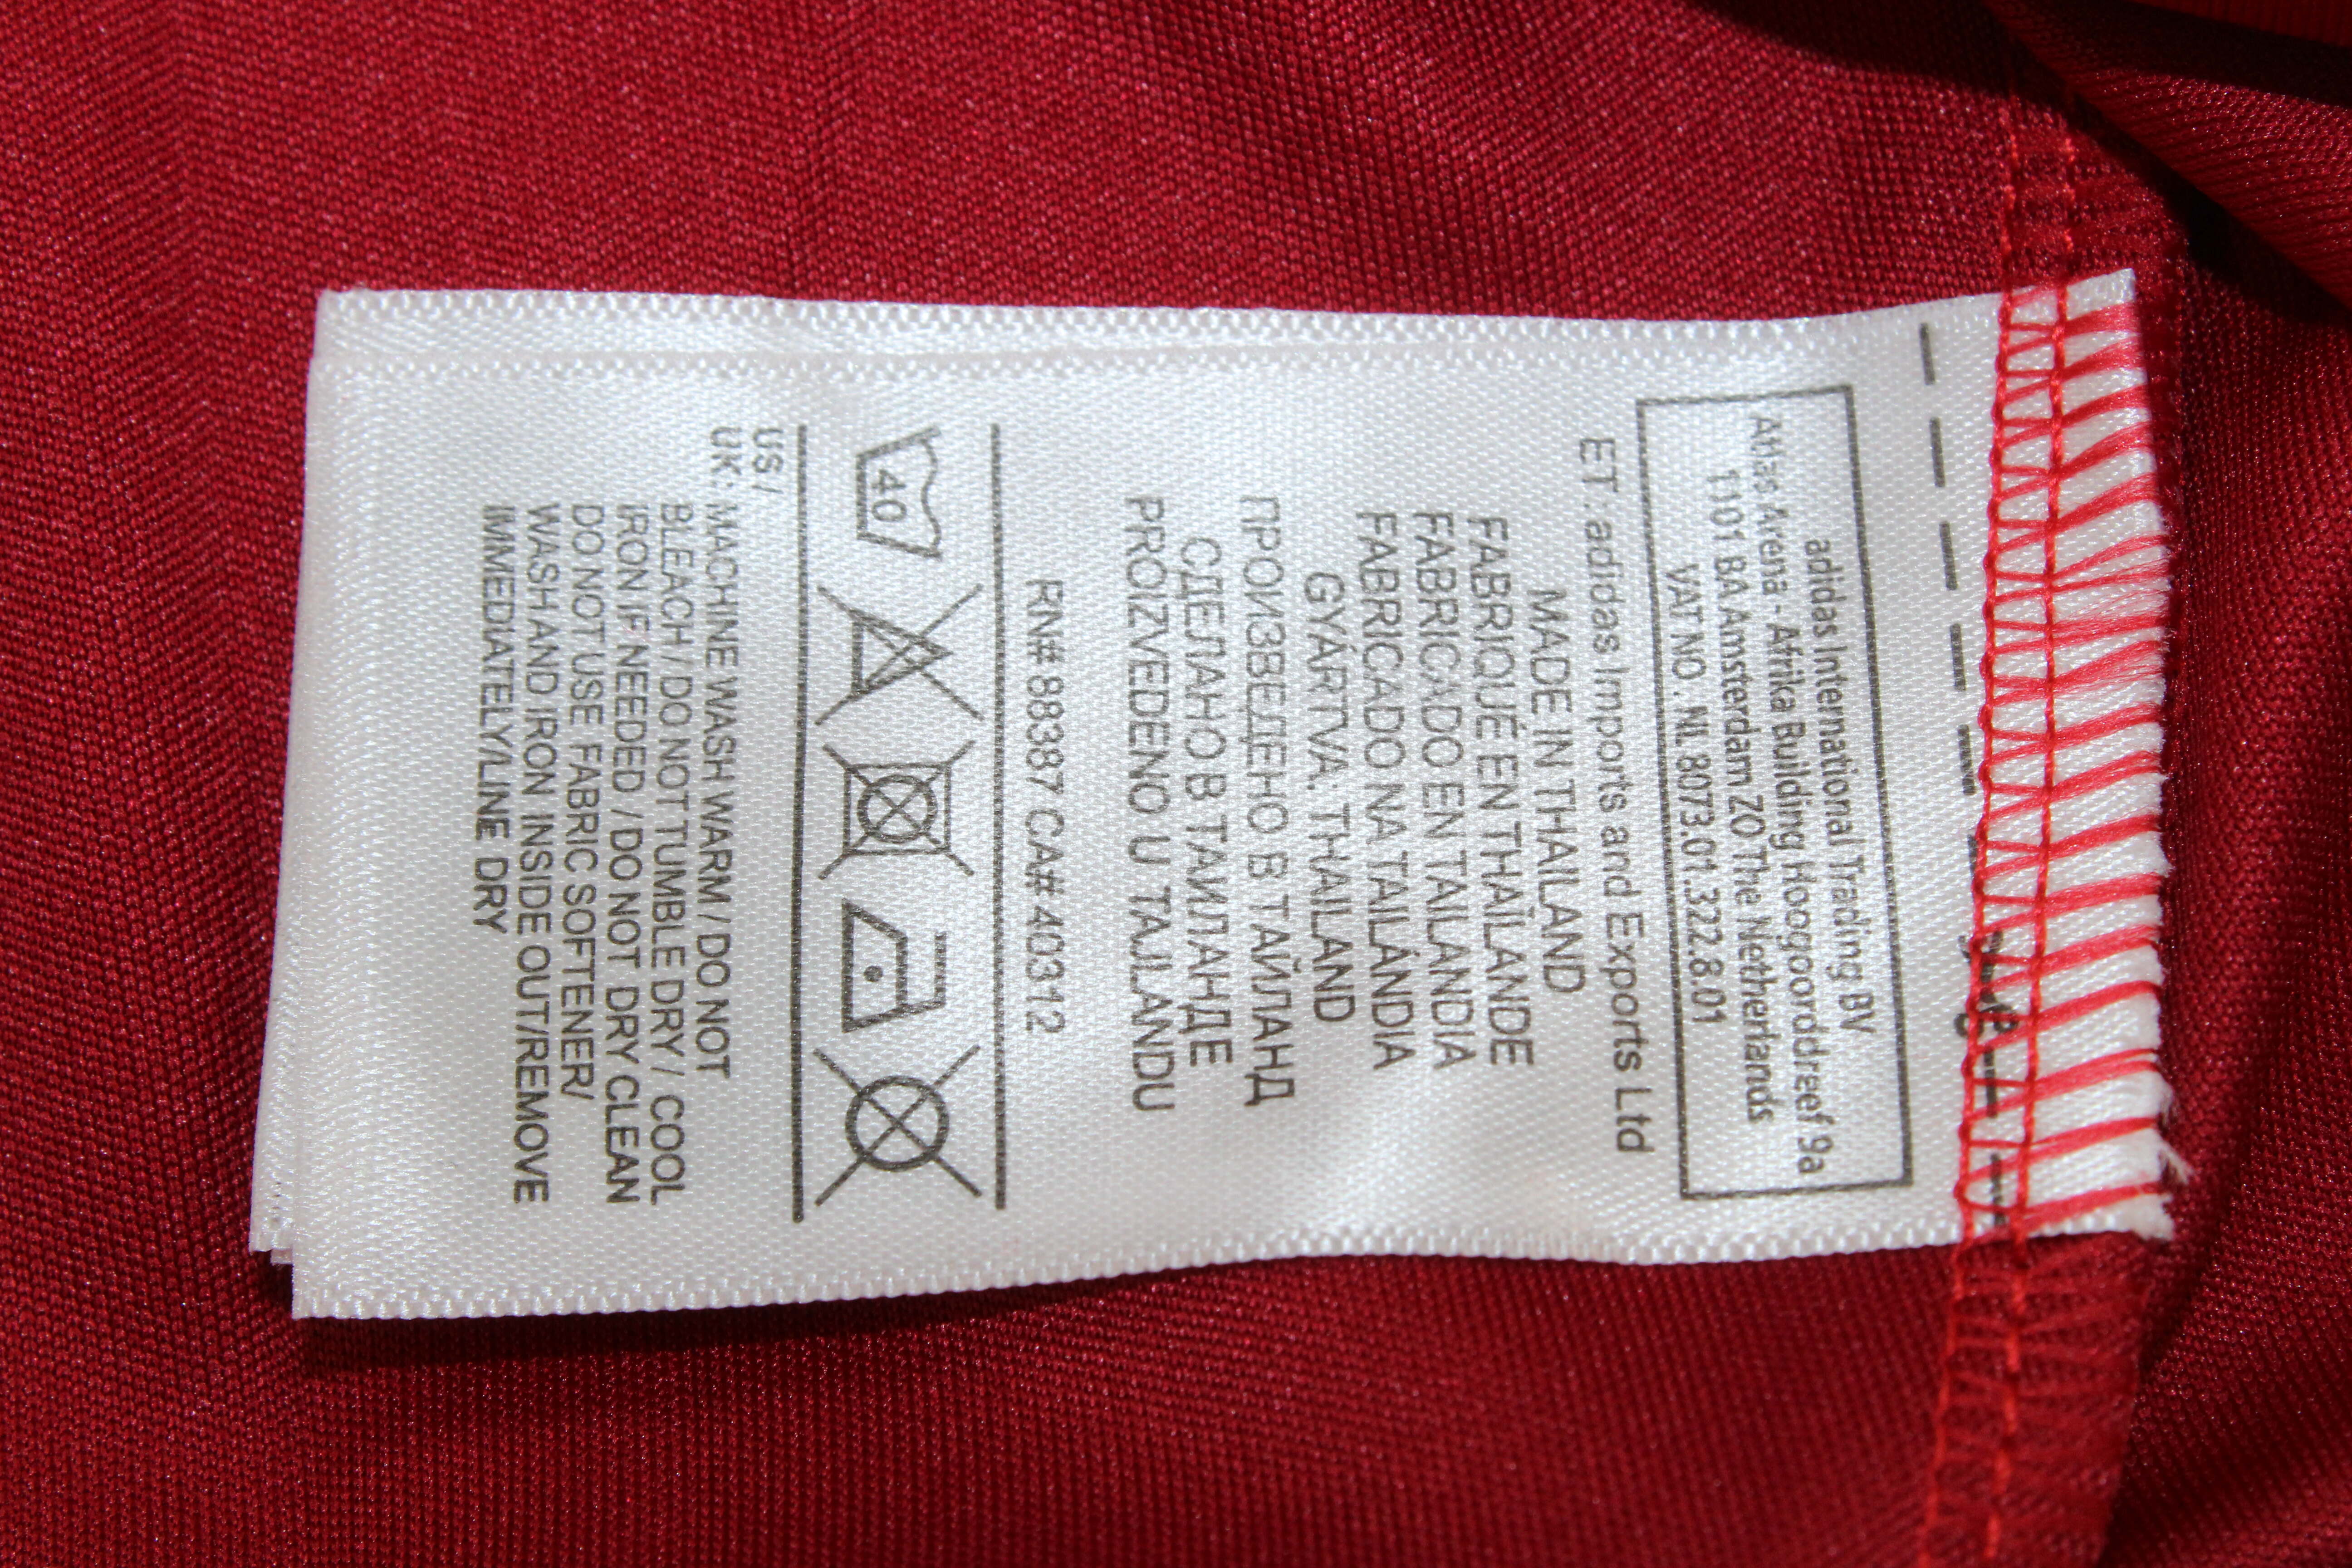 adidas International Trading BV
Atlas Arena - Afrika Building Hoogoorddreef 9a
1101 BA Amsterdam ZO The Netherlands
VAT NO. NL 8073.01.322.8.01
ET: adidas Imports and Exports Ltd
MADE IN THAILAND
FABRIQUÉ EN THAÏLANDE
FABRICADO EN TAILANDIA
FABRICADO NA TAILÁNDIA
GYÁRTVA: THAILAND
ПРОИЗВЕДЕНО В ТАЙЛАНД
СДЕЛАНО В ТАИЛАНДЕ
PROIZVEDENO U TAJLANDU
RN# 88387 CA# 40312
40
US /
UK: MACHINE WASH WARM / DO NOT
BLEACH / DO NOT TUMBLE DRY / COOL
IRON IF NEEDED / DO NOT DRY CLEAN
DO NOT USE FABRIC SOFTENER/
WASH AND IRON INSIDE OUT/REMOVE
IMMEDIATELY/LINE DRY